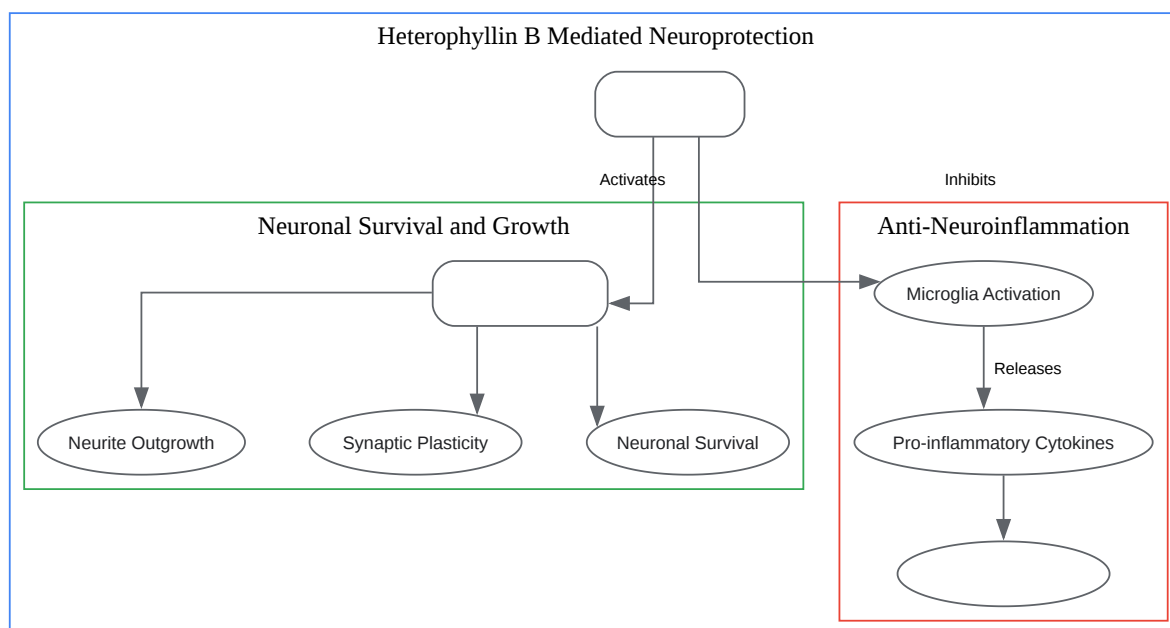 Heterophyllin B Mediated Neuroprotection
Activates
Inhibits
Neuronal Survival and Growth
Anti-Neuroinflammation
Microglia Activation
Releases
Neurite Outgrowth
Synaptic Plasticity
Neuronal Survival
Pro-inflammatory Cytokines